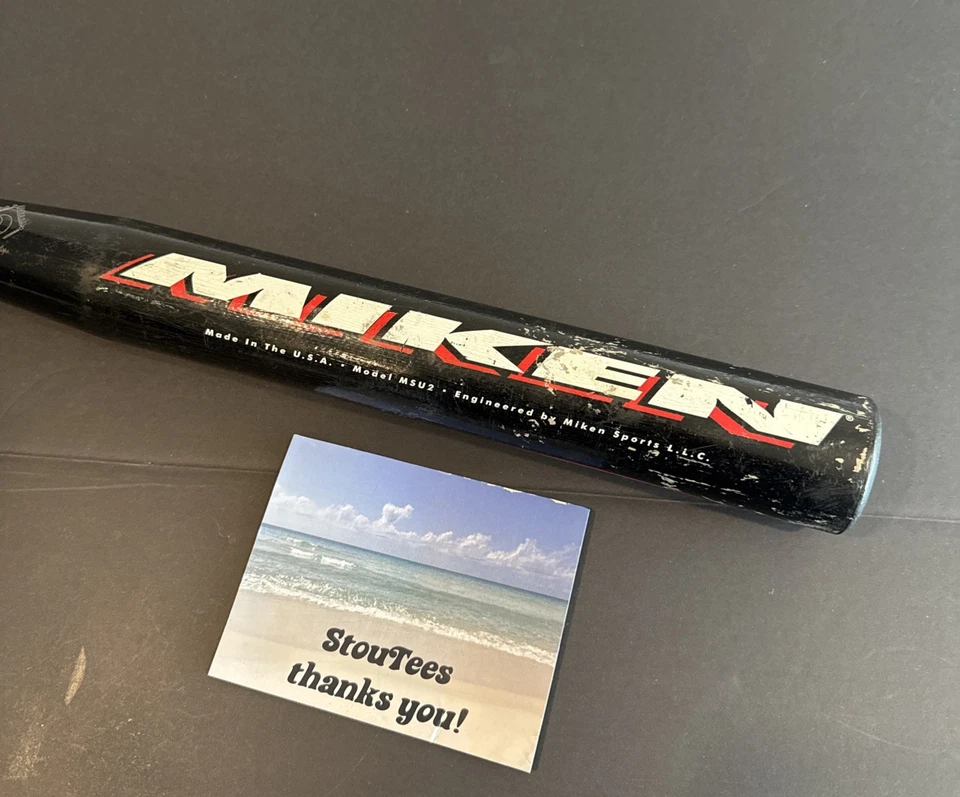 MIKEN®
Made In The U.S.A. • Model MSU2 • Engineered by Miken Sports L.L.C.
StouTees
thanks you!